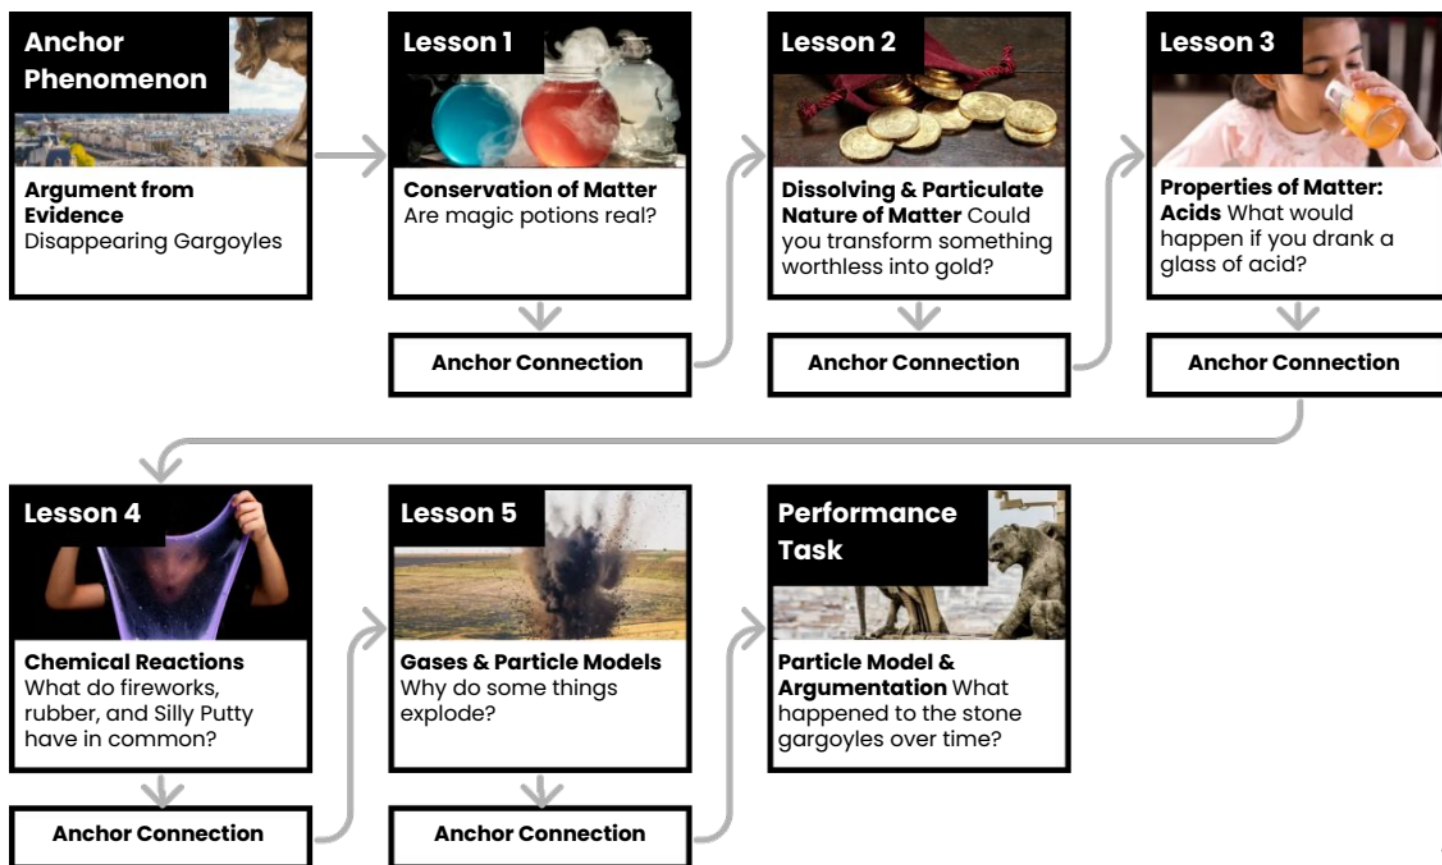 Anchor
Phenomenon
Argument from
Evidence
Disappearing Gargoyles
Lesson 1
Conservation of Matter
Are magic potions real?
Anchor Connection
Lesson 2
Dissolving & Particulate
Nature of Matter Could
you transform something
worthless into gold?
Anchor Connection
Lesson 3
Properties of Matter:
Acids What would
happen if you drank a
glass of acid?
Anchor Connection
Lesson 4
Chemical Reactions
What do fireworks,
rubber, and Silly Putty
have in common?
Anchor Connection
Lesson 5
Gases & Particle Models
Why do some things
explode?
Anchor Connection
Performance
Task
Particle Model &
Argumentation What
happened to the stone
gargoyles over time?